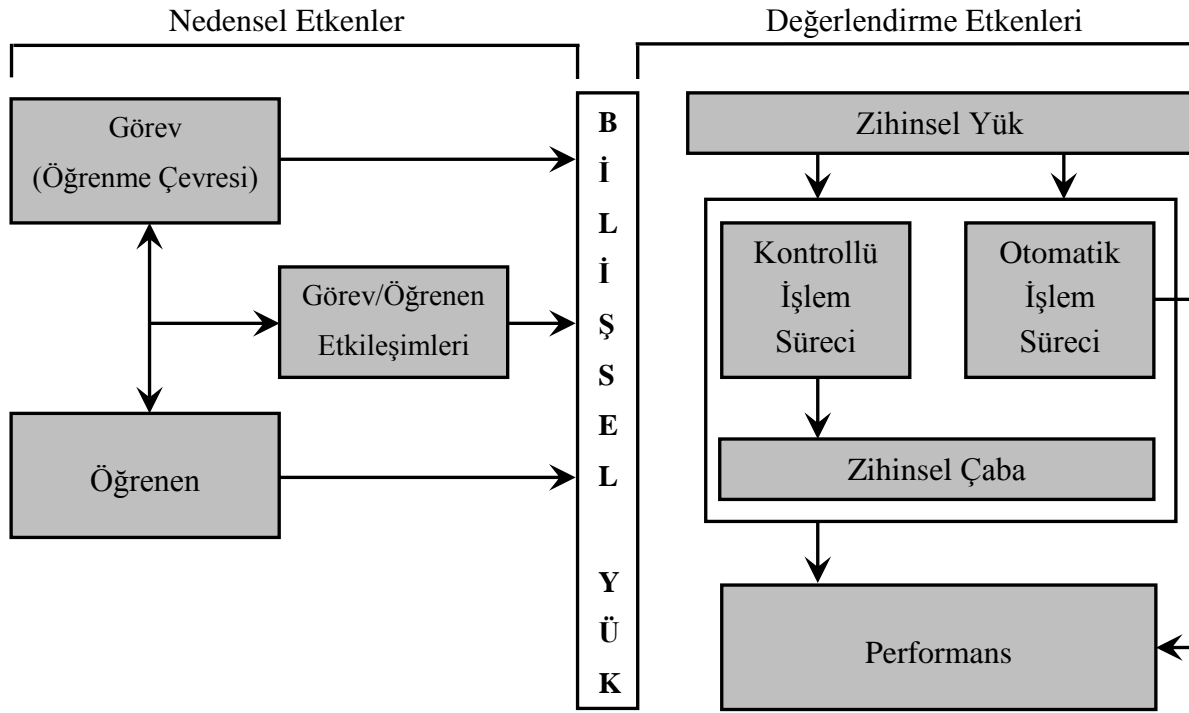 Nedensel Etkenler
Değerlendirme Etkenleri
Görev
(Öğrenme Çevresi)
Görev/Öğrenen
Etkileşimleri
Öğrenen
B
İ
L
İ
Ş
S
E
L
Y
Ü
K
Zihinsel Yük
Kontrollü
İşlem
Süreci
Otomatik
İşlem
Süreci
Zihinsel Çaba
Performans